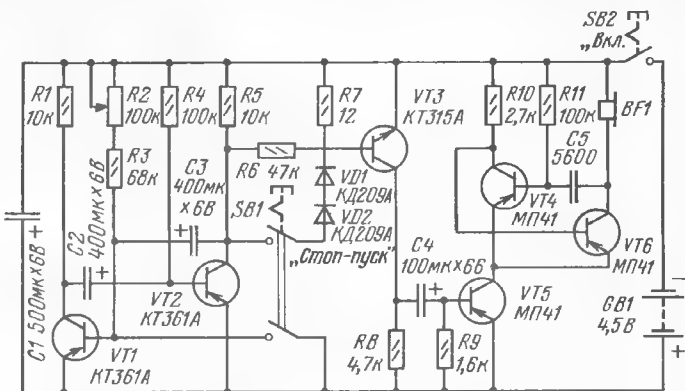 SB2
„Вкл.
R1
10к
R2
100к
R4
100к
R5
10к
R7
12
VT3
КТ315А
R10
2,7к
R11
100к
BF1
C5
5600
R3
68к
C3
400мк
×6В
R6 47к
VD1
КД209А
VD2
КД209А
SB1
„Стоп-пуск"
VT4
МП41
VT6
МП41
C2
400мк×6В
C1 500мк×6В
+
+
+
VT2
КТ361А
C4
100мк×6б
+
VT5
МП41
GB1
4,5В
−
+
VT1
КТ361А
R8
4,7к
R9
1,6к